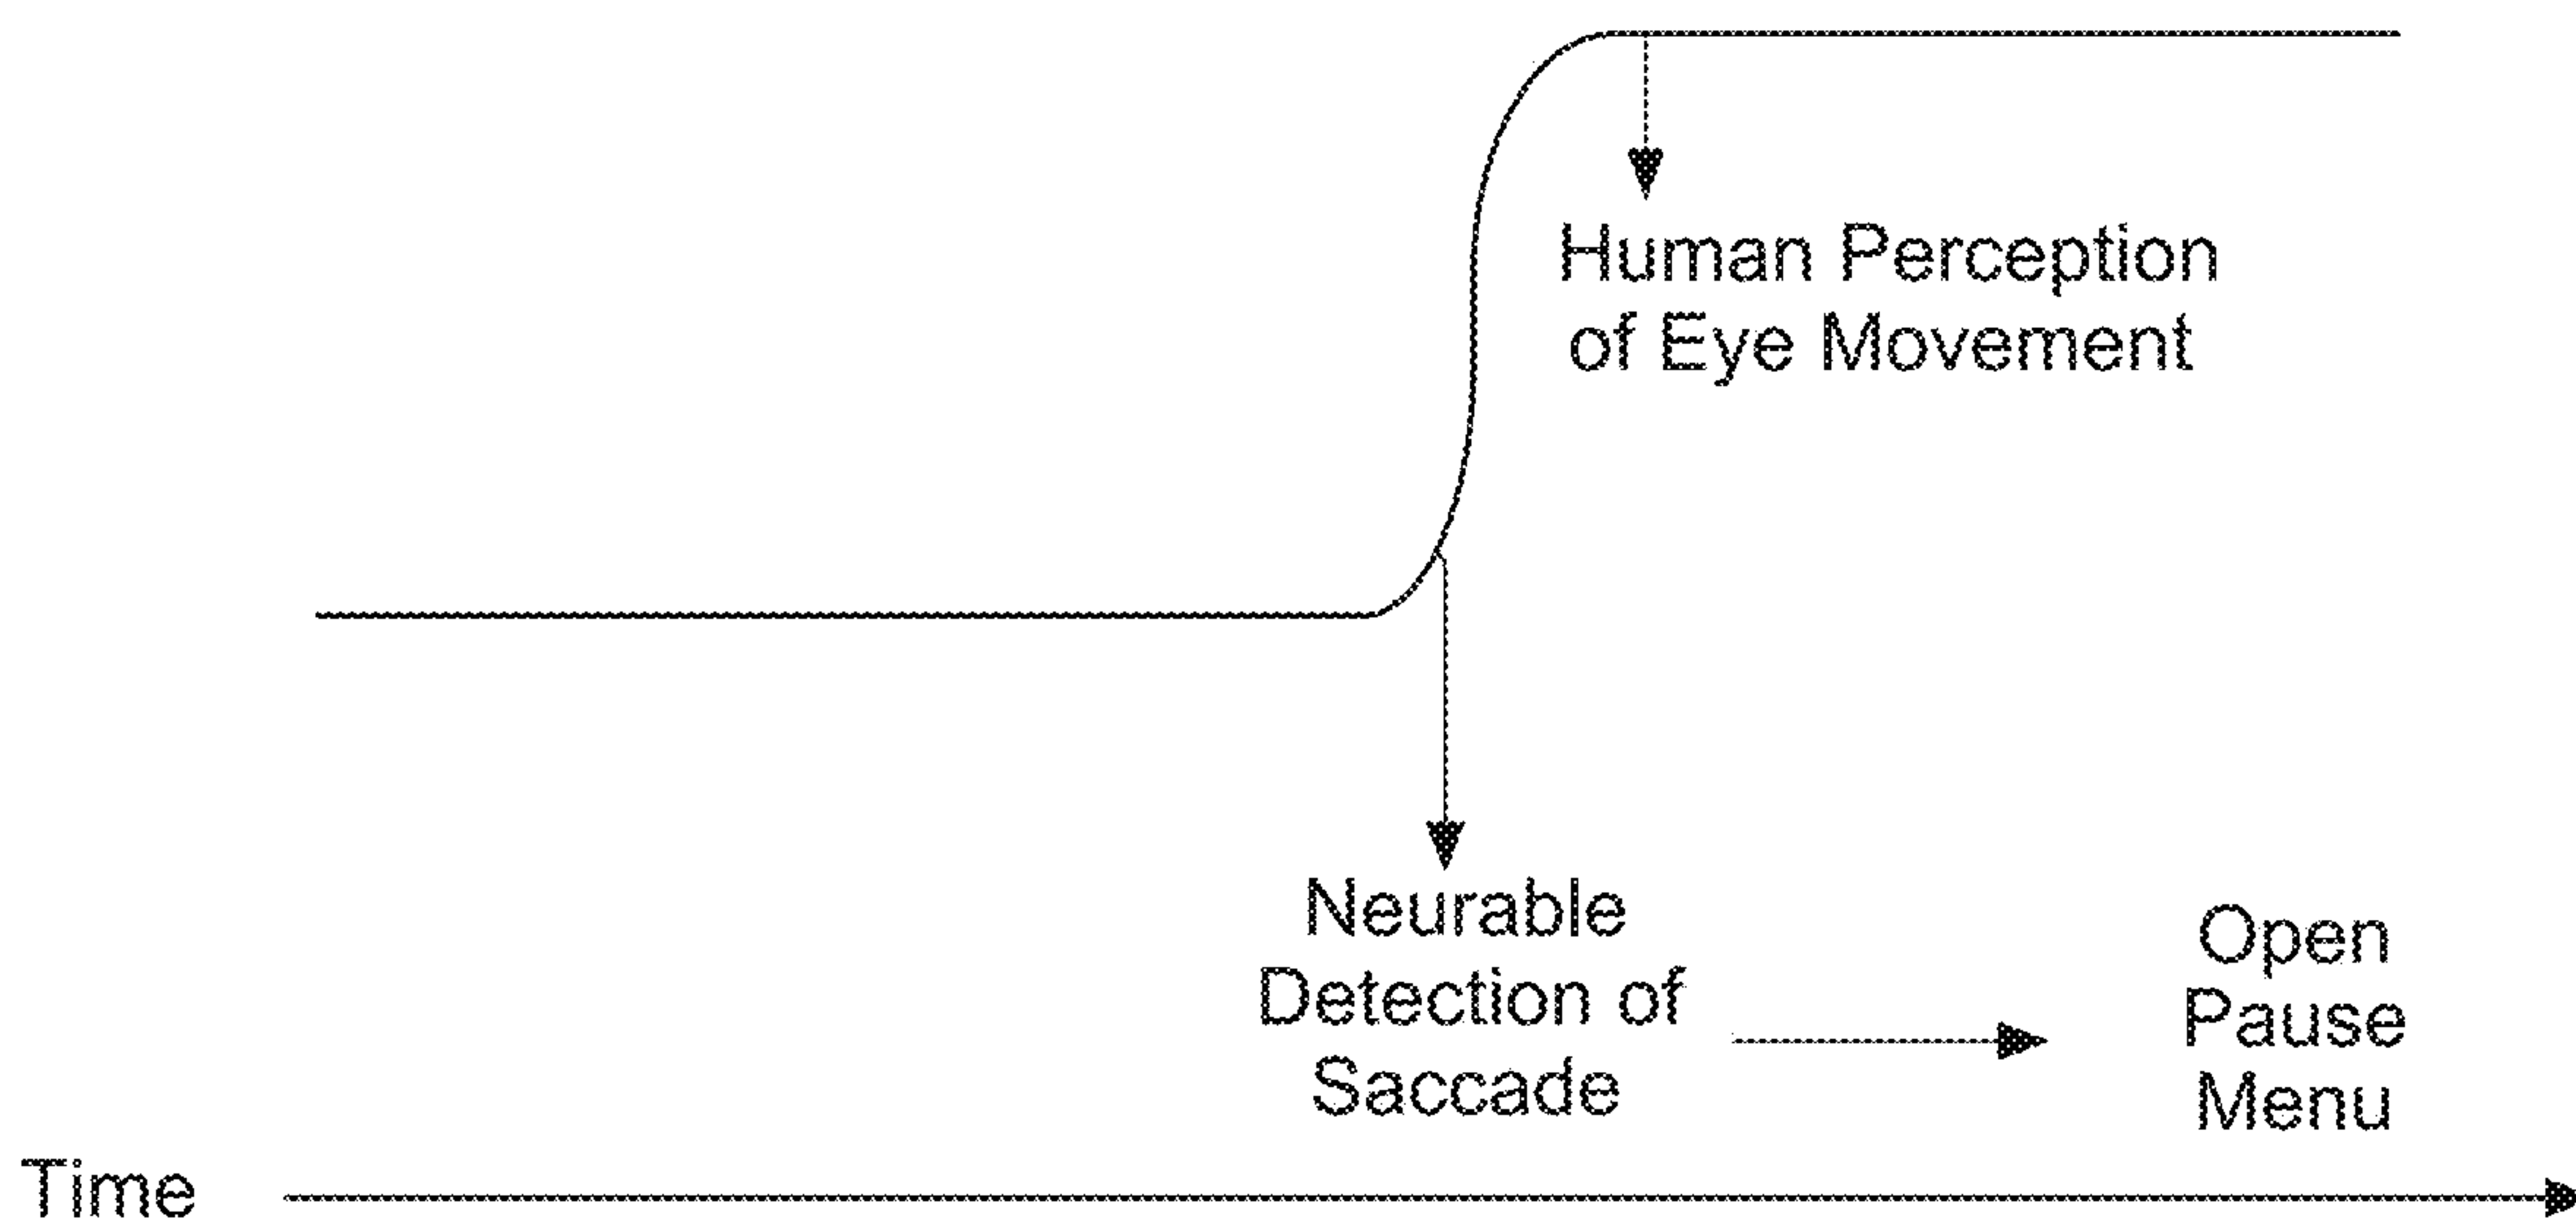 Human Perception
of Eye Movement
Neurable
Detection of
Saccade
Open
Pause
Menu
Time